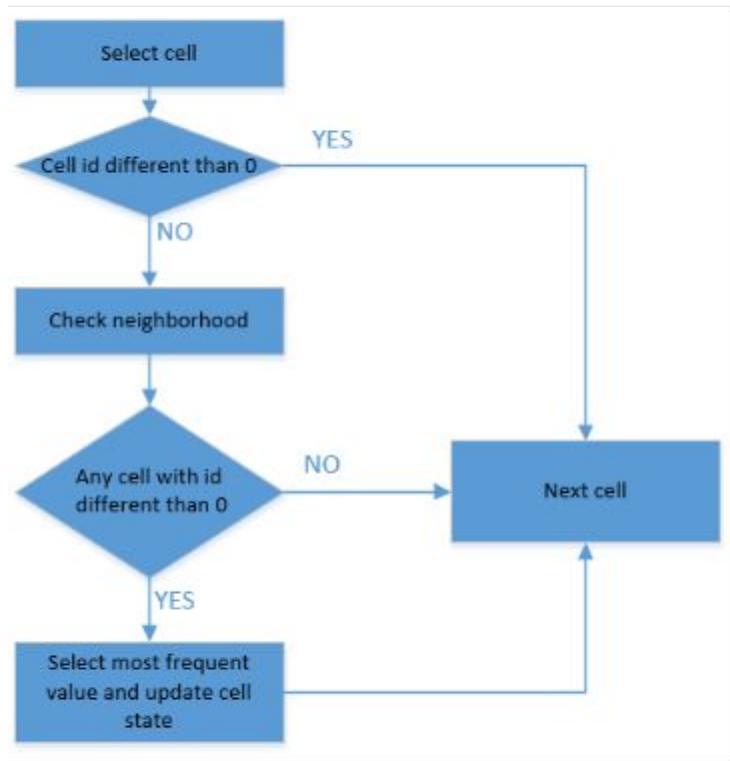 Select cell
Cell id different than 0
YES
NO
Check neighborhood
Any cell with id
different than 0
NO
Next cell
YES
Select most frequent
value and update cell
state